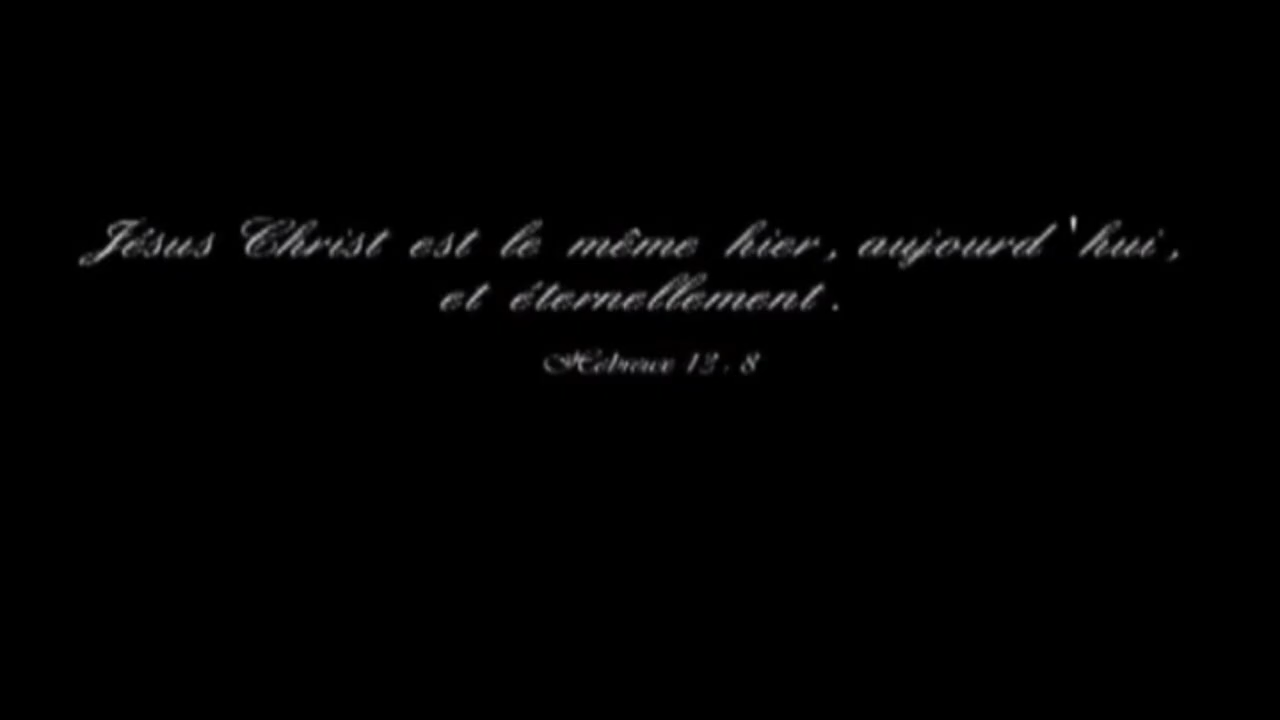 Jésus Christ est le même hier, aujourd'hui,
et éternellement.
Hébreux 13. 8